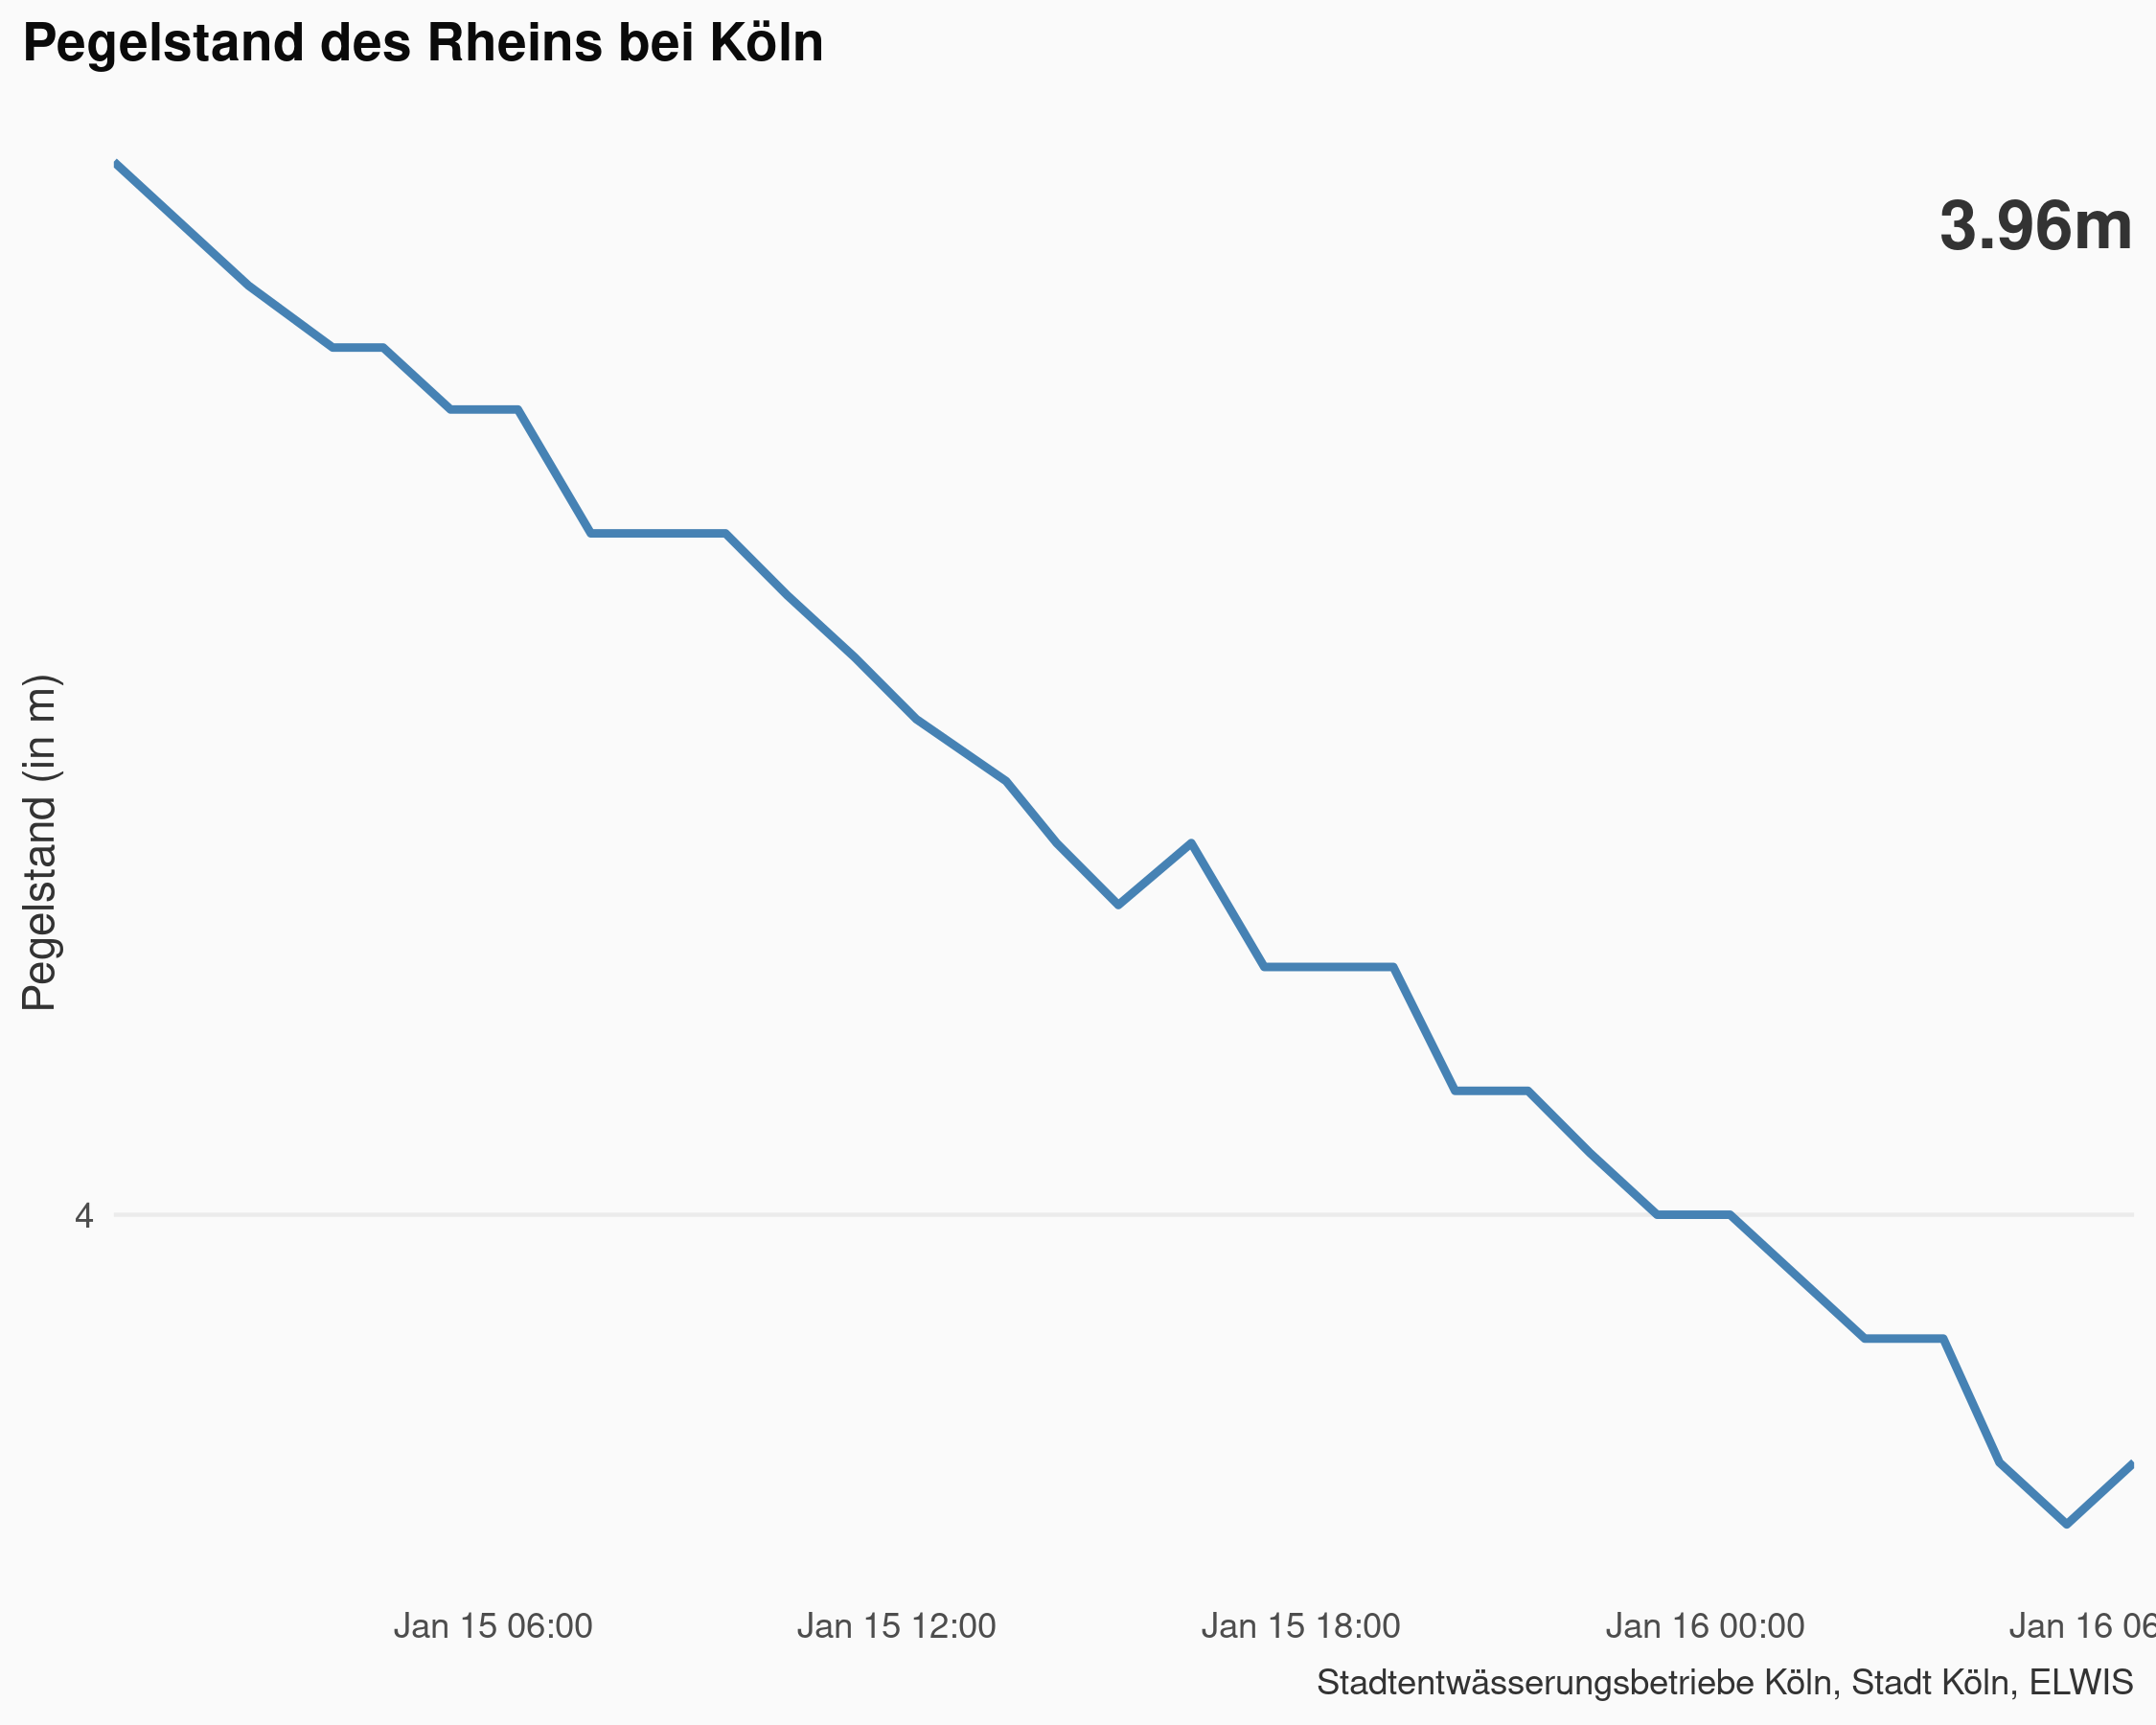 Pegelstand des Rheins bei Köln
3.96m
Pegelstand (in m)
4
Jan 15 06:00
Jan 15 12:00
Jan 15 18:00
Jan 16 00:00
Jan 16 06
Stadtentwässerungsbetriebe Köln, Stadt Köln, ELWIS